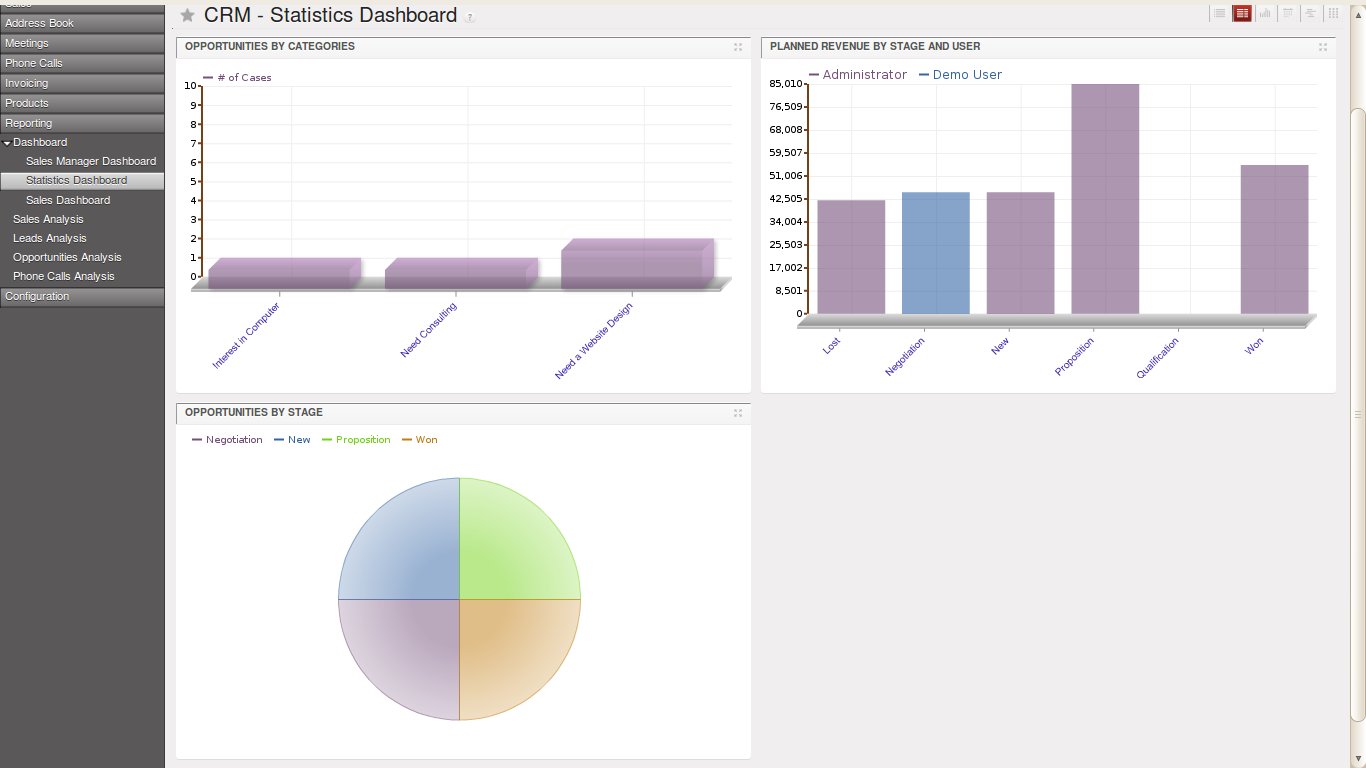 Sales
Address Book
Meetings
Phone Calls
Invoicing
Products
Reporting
Dashboard
Sales Manager Dashboard
Statistics Dashboard
Sales Dashboard
Sales Analysis
Leads Analysis
Opportunities Analysis
Phone Calls Analysis
Configuration
CRM - Statistics Dashboard ?
OPPORTUNITIES BY CATEGORIES
# of Cases
10
9
8
7
6
5
4
3
2
1
0
Interest in Computer
Need Consulting
Need a Website Design
PLANNED REVENUE BY STAGE AND USER
Administrator Demo User
85,010
76,509
68,008
59,507
51,006
42,505
34,004
25,503
17,002
8,501
0
Lost
Negotiation
New
Proposition
Qualification
Won
OPPORTUNITIES BY STAGE
Negotiation New Proposition Won